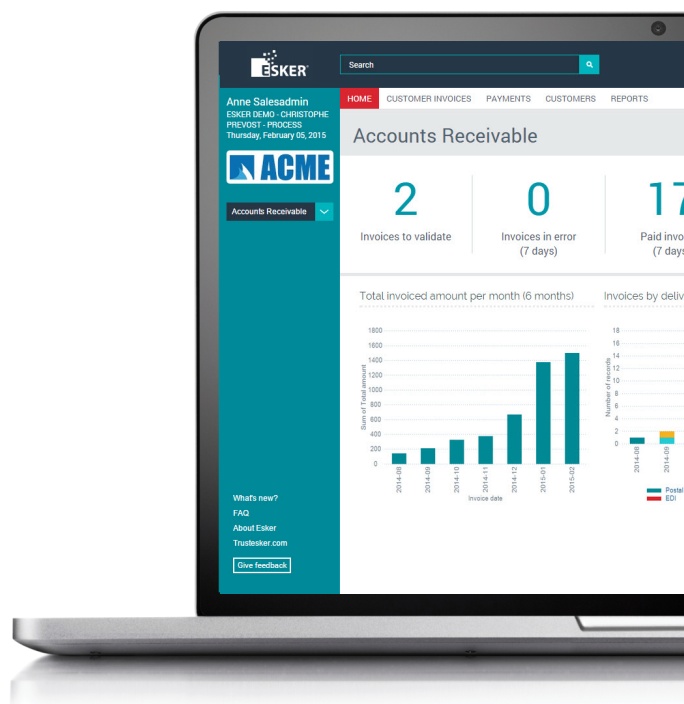 ESKER
Search
Anne Salesadmin
ESKER DEMO - CHRISTOPHE
PREVOST - PROCESS
Thursday, February 05, 2015
ACME
Accounts Receivable
HOME CUSTOMER INVOICES PAYMENTS CUSTOMERS REPORTS
Accounts Receivable
2
Invoices to validate
0
Invoices in error
(7 days)
17
Paid invo
(7 days
Total invoiced amount per month (6 months)
Sum of Total amount
1800
1600
1400
1200
1000
800
600
400
200
0
2014-08
2014-09
2014-10
2014-11
2014-12
2015-01
2015-02
Invoice date
Invoices by deliv
Number of records
18
16
14
12
10
8
6
4
2
0
2014-08
2014-09
Postal
EDI
What's new?
FAQ
About Esker
Trustesker.com
Give feedback